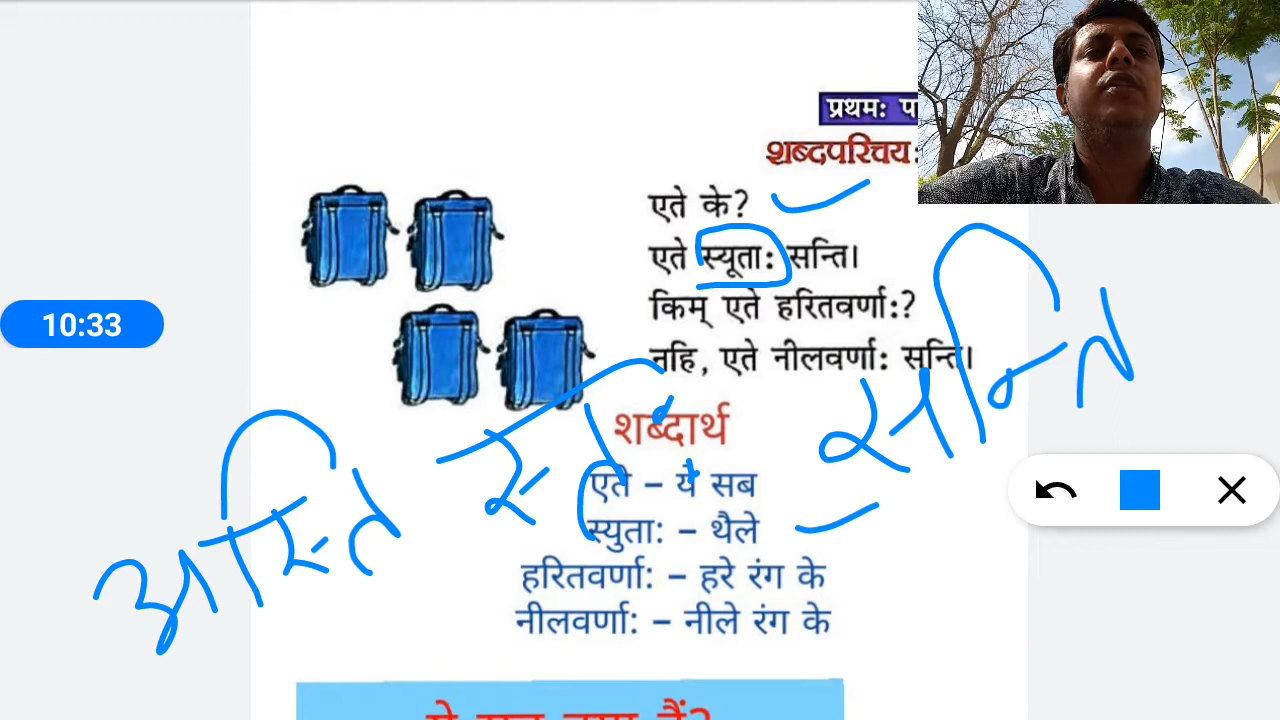 प्रथमः
शब्दपरिचयः
एते के?
एते स्यूताः सन्ति।
किम् एते हरितवर्णाः?
नहि, एते नीलवर्णाः सन्ति।
10:33
अस्ति स्तः सन्ति
शब्दार्थ
एते – ये सब
स्युताः – थैले
हरितवर्णाः – हरे रंग के
नीलवर्णाः – नीले रंग के